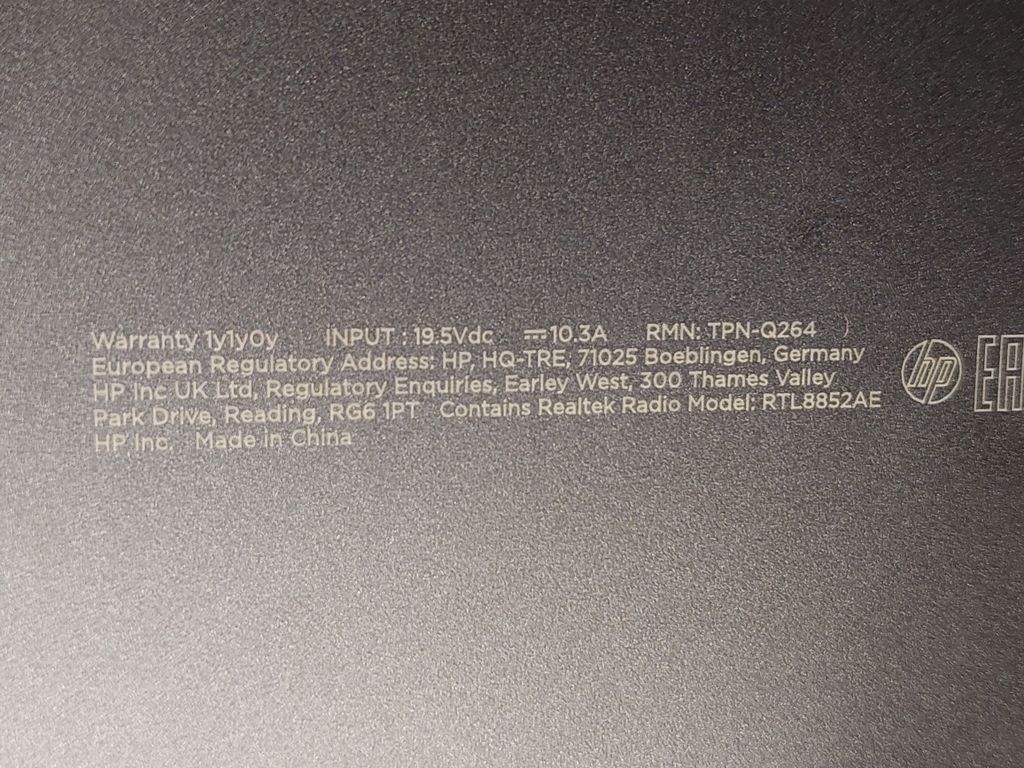 Warranty 1y1y0y INPUT : 19.5Vdc ⎓10.3A RMN: TPN-Q264
European Regulatory Address: HP, HQ-TRE, 71025 Boeblingen, Germany
HP Inc UK Ltd, Regulatory Enquiries, Earley West, 300 Thames Valley
Park Drive, Reading, RG6 1PT Contains Realtek Radio Model: RTL8852AE
HP Inc. Made in China
hp